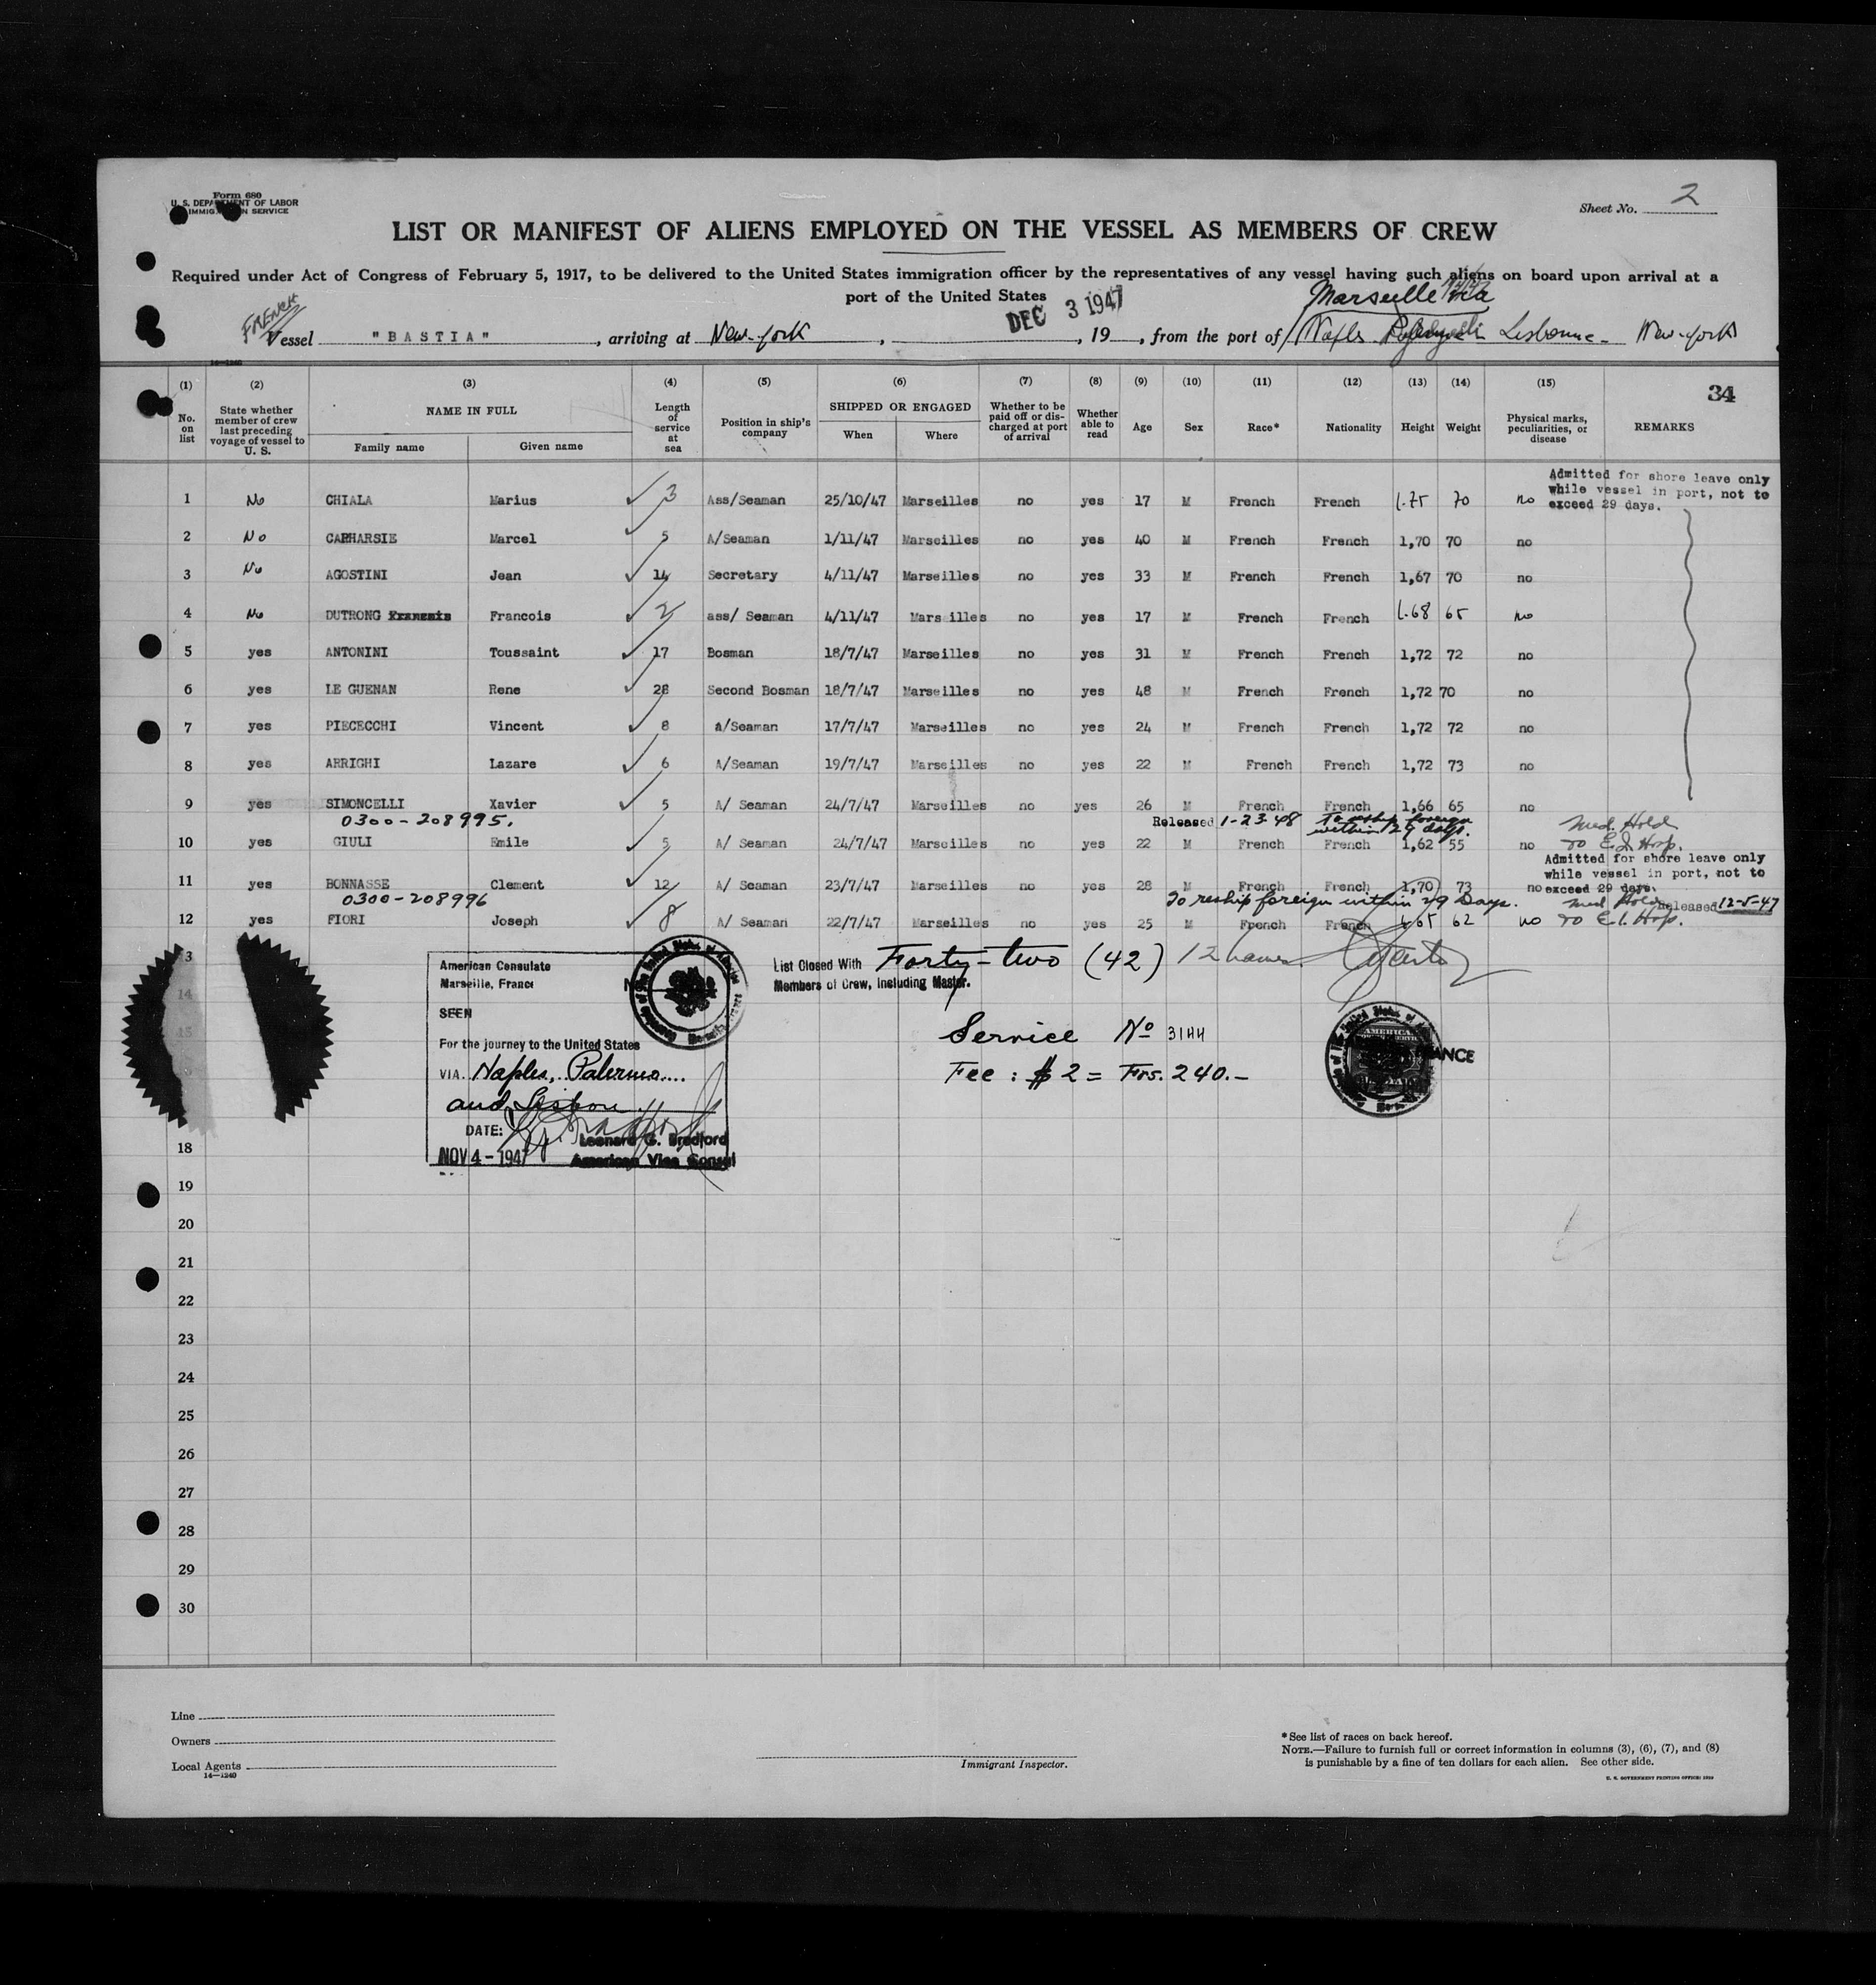 Form 680
U. S. DEPARTMENT OF LABOR
IMMIGRATION SERVICE
Sheet No. 2
LIST OR MANIFEST OF ALIENS EMPLOYED ON THE VESSEL AS MEMBERS OF CREW
Required under Act of Congress of February 5, 1917, to be delivered to the United States immigration officer by the representatives of any vessel having such aliens on board upon arrival at a
port of the United States
FRENCH
DEC 3 1947
Marseille via
Vessel "BASTIA", arriving at New-york, , 19 , from the port of Naples Lisbonne - New-york
14-1240
34
(1) (2) (3) (4) (5) (6) (7) (8) (9) (10) (11) (12) (13) (14) (15)
No. on list
State whether member of crew last preceding voyage of vessel to U. S.
NAME IN FULL
Family name Given name
Length of service at sea
Position in ship's company
SHIPPED OR ENGAGED
When Where
Whether to be paid off or discharged at port of arrival
Whether able to read
Age Sex Race* Nationality Height Weight
Physical marks, peculiarities, or disease
REMARKS
Admitted for shore leave only
while vessel in port, not to
exceed 29 days.
1 No CHIALA Marius 3 Ass/Seaman 25/10/47 Marseilles no yes 17 M French French 1.75 70 no
2 No CAPHARSIE Marcel 5 A/Seaman 1/11/47 Marseilles no yes 40 M French French 1,70 70 no
3 No AGOSTINI Jean 14 Secretary 4/11/47 Marseilles no yes 33 M French French 1,67 70 no
4 No DUTRONG Francois 2 ass/ Seaman 4/11/47 Mars illes no yes 17 M French French 1.68 65 no
5 yes ANTONINI Toussaint 17 Bosman 18/7/47 Marseilles no yes 31 M French French 1,72 72 no
6 yes LE GUENAN Rene 28 Second Bosman 18/7/47 Marseilles no yes 48 M French French 1,72 70 no
7 yes PIECECCHI Vincent 8 a/Seaman 17/7/47 Marseilles no yes 24 M French French 1,72 72 no
8 yes ARRIGHI Lazare 6 A/Seaman 19/7/47 Marseilles no yes 22 M French French 1,72 73 no
9 yes SIMONCELLI Xavier 5 A/ Seaman 24/7/47 Marseilles no yes 26 M French French 1,66 65 no
0300-208995. Released 1-23-48 To reship foreign within 29 days. Med. Hold
10 yes GIULI Emile 5 A/ Seaman 24/7/47 Marseilles no yes 22 M French French 1,62 55 no To E.I. Hosp.
Admitted for shore leave only
while vessel in port, not to
11 yes BONNASSE Clement 12 A/ Seaman 23/7/47 Marseilles no yes 28 M French French 1,70 73 no exceed 29 days.
0300-208996 To reship foreign within 29 Days. Med Hold Released 12-5-47
12 yes FIORI Joseph 8 A/ Seaman 22/7/47 Marseilles no yes 25 M French French 1.65 62 no To E.I. Hosp.
3
14
15
American Consulate
Marseille, France
SEEN
For the journey to the United States
VIA. Naples, Palermo....
and Lisbon
DATE:
NOV 4 - 1947
Leonard G. Bradford
American Vice Consul
List Closed With Forty-two (42)
Members of Crew, Including Master.
12 names
Service No 3144
Fee : $2 = Frs. 240.-
18
19
20
21
22
23
24
25
26
27
28
29
30
Line
Owners
Local Agents
14-1240
Immigrant Inspector.
* See list of races on back hereof.
NOTE.—Failure to furnish full or correct information in columns (3), (6), (7), and (8)
is punishable by a fine of ten dollars for each alien. See other side.